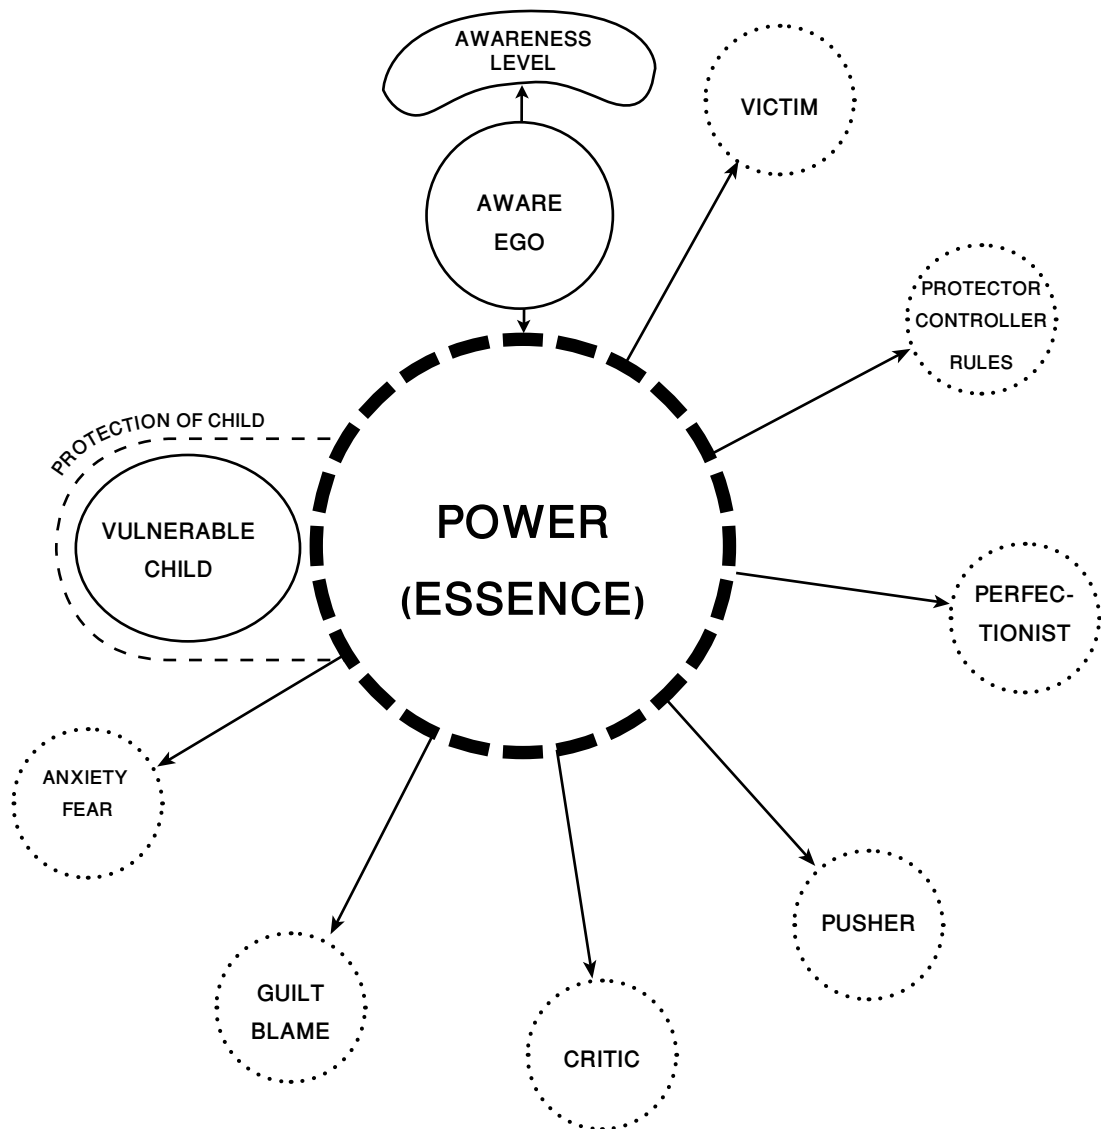 AWARENESS
LEVEL
VICTIM
AWARE
EGO
PROTECTOR
CONTROLLER
RULES
PROTECTION OF CHILD
VULNERABLE
CHILD
POWER
(ESSENCE)
PERFEC-
TIONIST
ANXIETY
FEAR
PUSHER
GUILT
BLAME
CRITIC